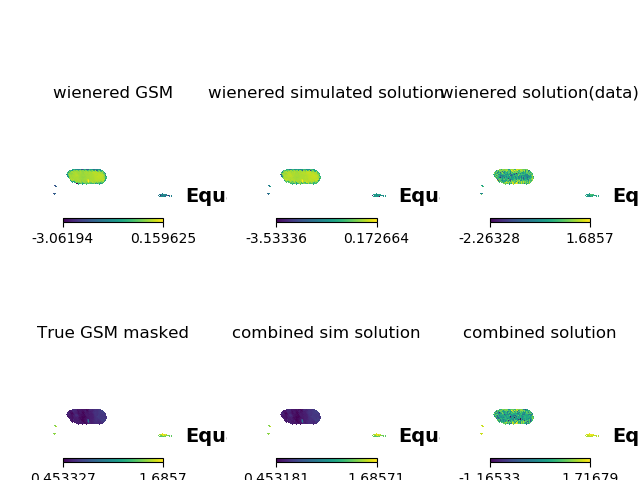 wienered GSM wienered simulated solution wienered solution(data)
Equ Equ Eq
-3.06194 0.159625 -3.53336 0.172664 -2.26328 1.6857
True GSM masked combined sim solution combined solution
Equ Equ Eq
0.453327 1.6857 0.453181 1.68571 -1.16533 1.71679